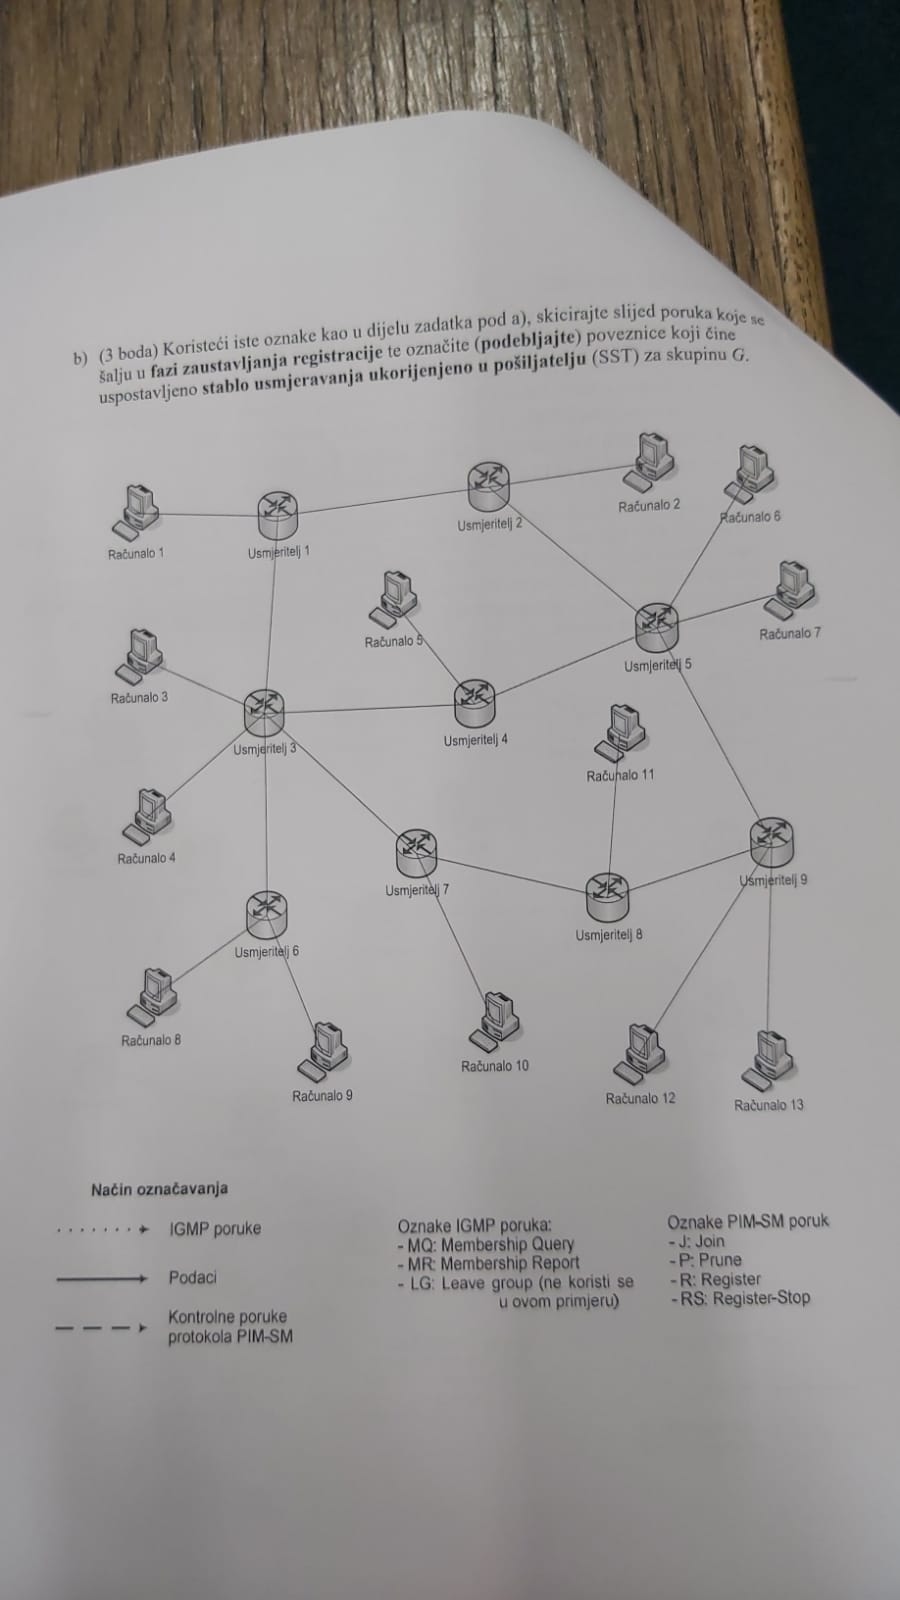 b) (3 boda) Koristeći iste oznake kao u dijelu zadatka pod a), skicirajte slijed poruka koje se
šalju u fazi zaustavljanja registracije te označite (podebljajte) poveznice koji čine
uspostavljeno stablo usmjeravanja ukorijenjeno u pošiljatelju (SST) za skupinu G.
Računalo 1
Usmjeritelj 1
Usmjeritelj 2
Računalo 2
Računalo 6
Računalo 5
Računalo 7
Usmjeritelj 5
Računalo 3
Usmjeritelj 3
Usmjeritelj 4
Računalo 11
Računalo 4
Usmjeritelj 7
Usmjeritelj 9
Usmjeritelj 8
Usmjeritelj 6
Računalo 8
Računalo 9
Računalo 10
Računalo 12
Računalo 13
Način označavanja
IGMP poruke
Podaci
Kontrolne poruke
protokola PIM-SM
Oznake IGMP poruka:
- MQ: Membership Query
- MR: Membership Report
- LG: Leave group (ne koristi se
u ovom primjeru)
Oznake PIM-SM poruk
- J: Join
- P: Prune
- R: Register
- RS: Register-Stop